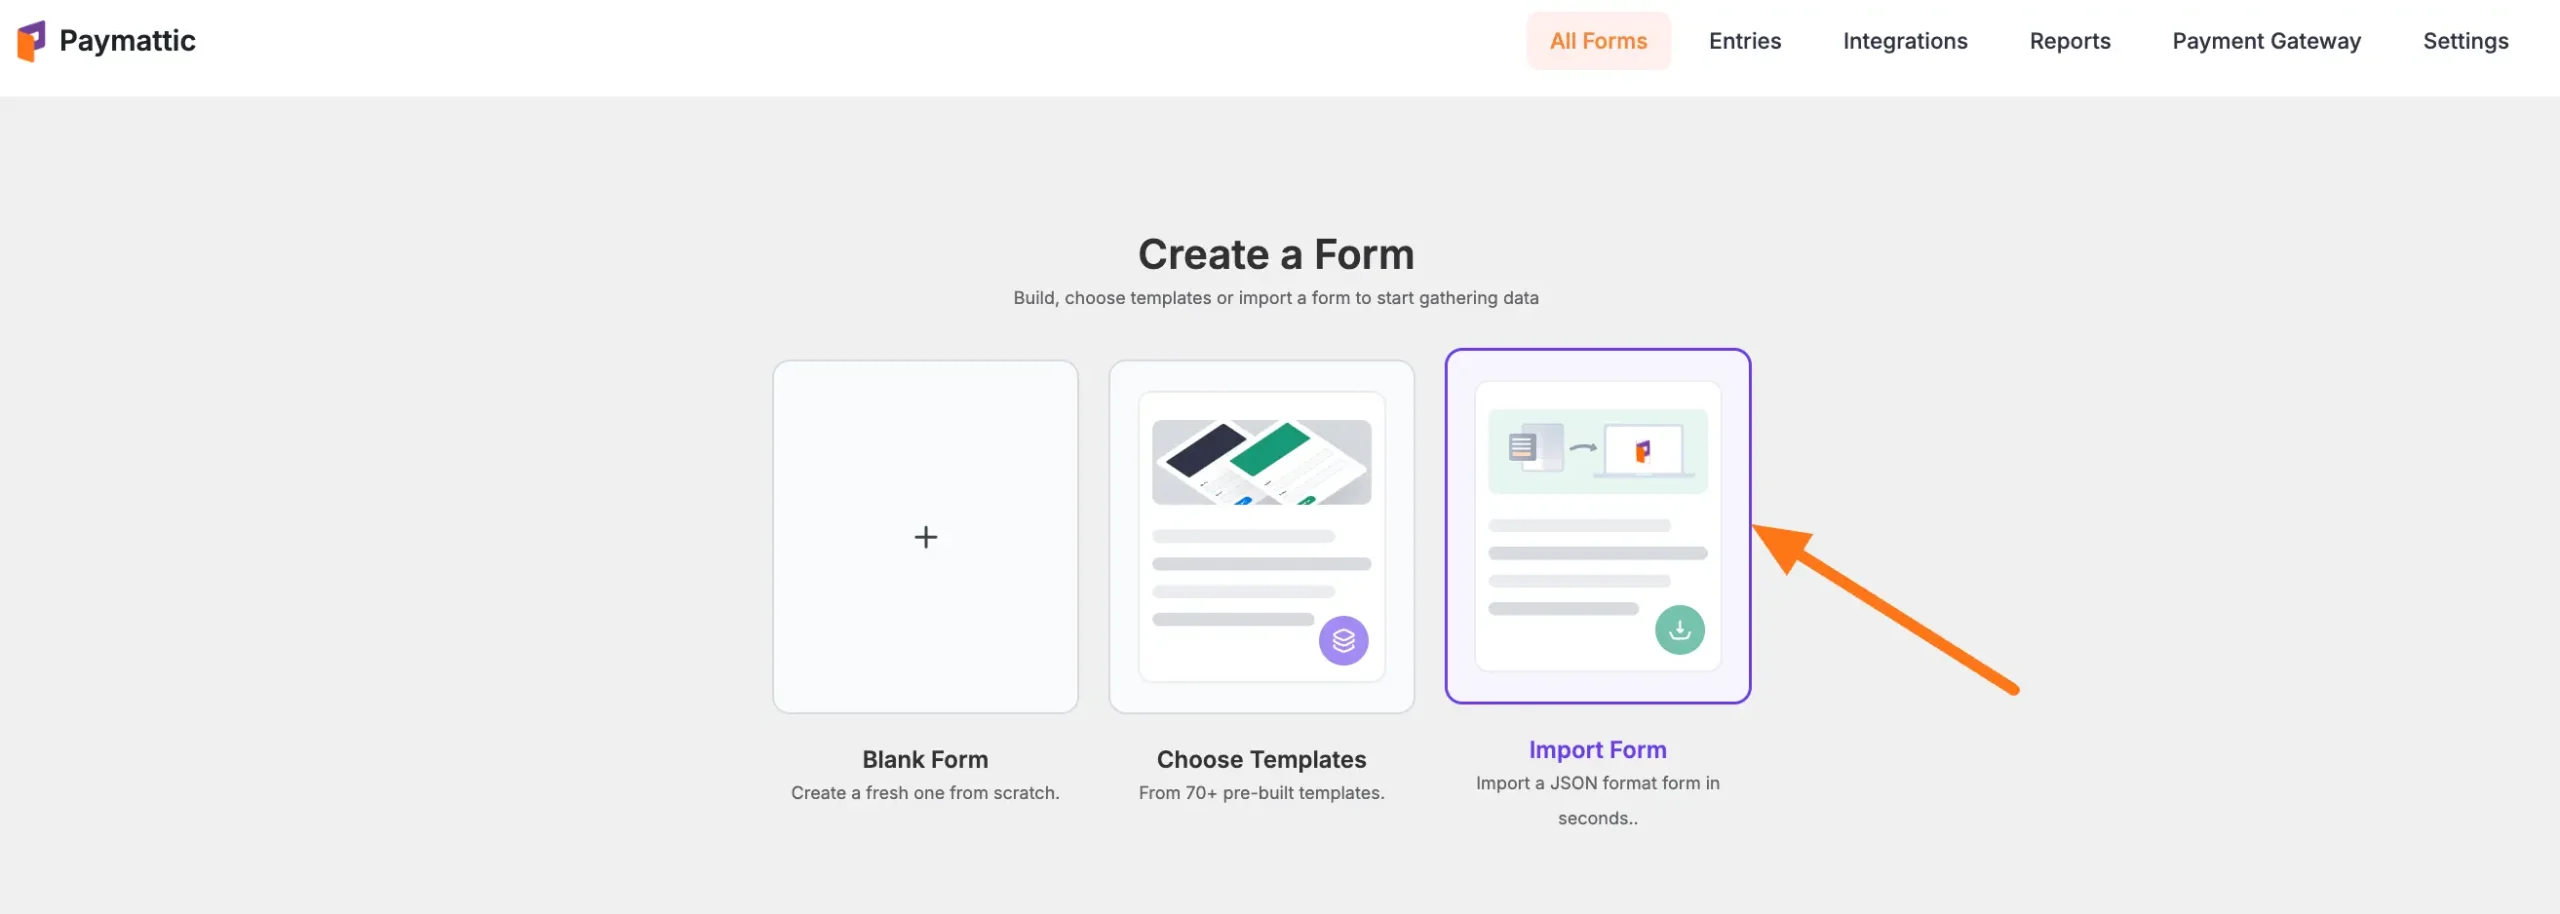 Paymattic
All Forms
Entries
Integrations
Reports
Payment Gateway
Settings
Create a Form
Build, choose templates or import a form to start gathering data
Blank Form
Create a fresh one from scratch.
Choose Templates
From 70+ pre-built templates.
Import Form
Import a JSON format form in
seconds..